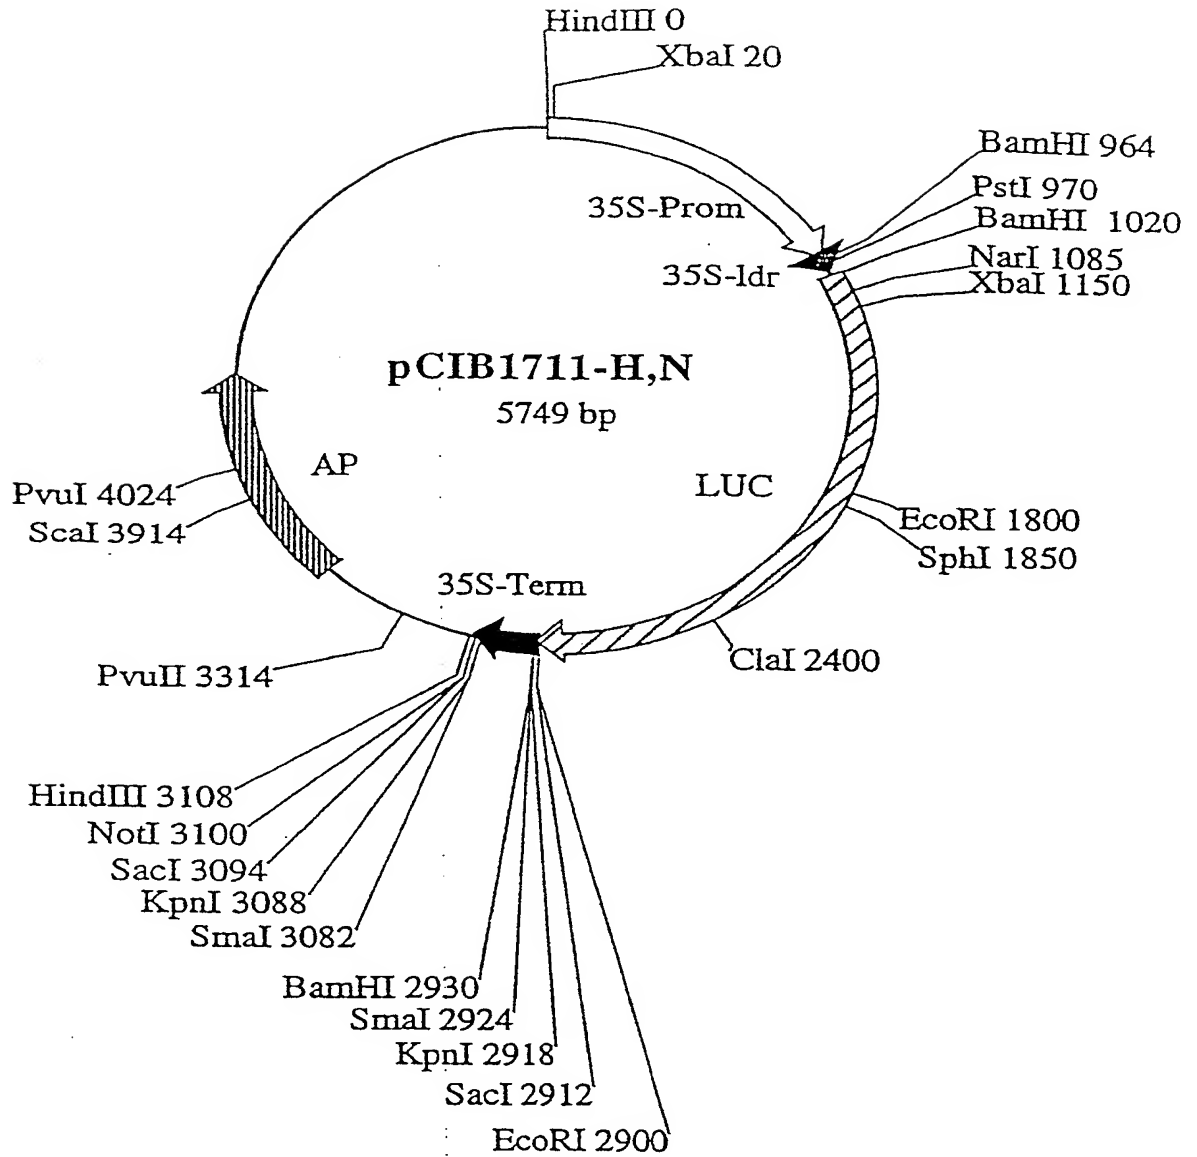 HindIII 0
XbaI 20
BamHI 964
PstI 970
BamHI 1020
NarI 1085
XbaI 1150
35S-Prom
35S-ldr
pCIB1711-H,N
5749 bp
AP
LUC
PvuI 4024
ScaI 3914
EcoRI 1800
SphI 1850
35S-Term
ClaI 2400
PvuII 3314
HindIII 3108
NotI 3100
SacI 3094
KpnI 3088
SmaI 3082
BamHI 2930
SmaI 2924
KpnI 2918
SacI 2912
EcoRI 2900